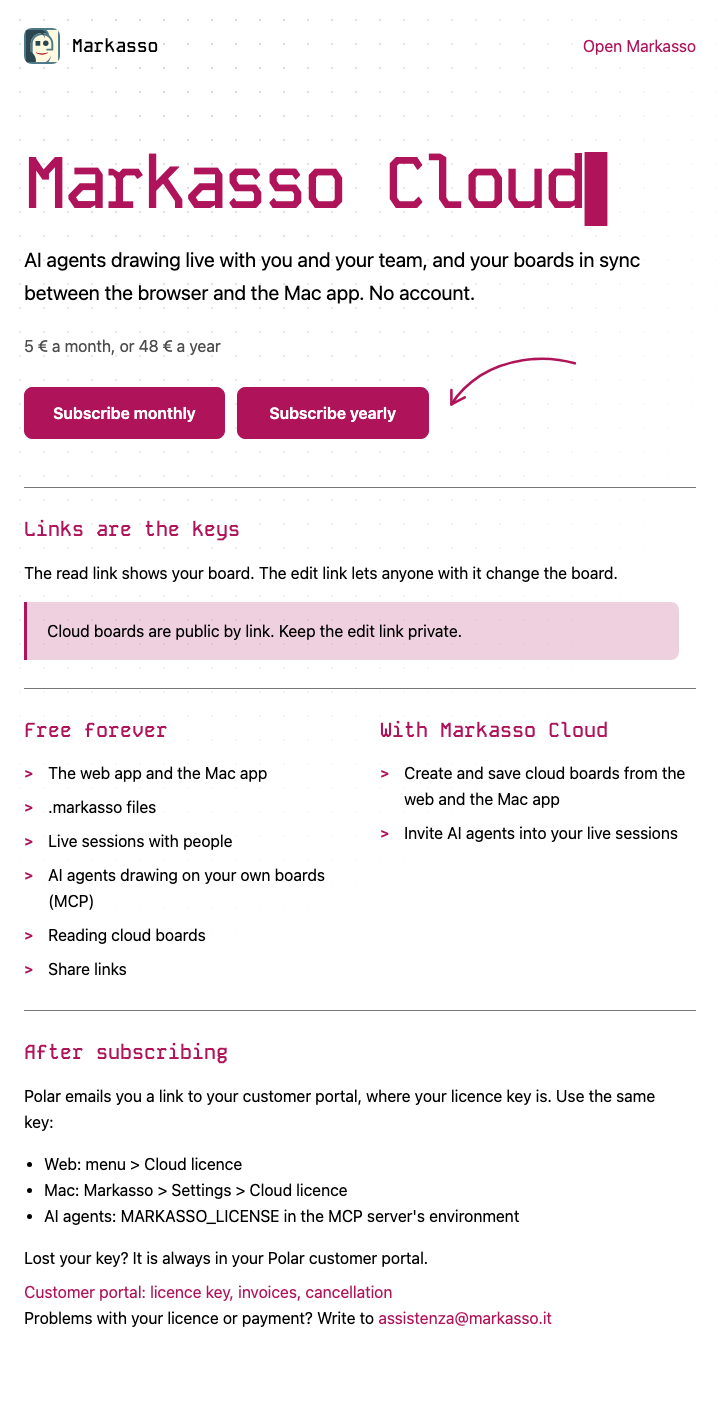 Markasso
Open Markasso
Markasso Cloud
AI agents drawing live with you and your team, and your boards in sync
between the browser and the Mac app. No account.
5 € a month, or 48 € a year
Subscribe monthly
Subscribe yearly
Links are the keys
The read link shows your board. The edit link lets anyone with it change the board.
Cloud boards are public by link. Keep the edit link private.
Free forever
> The web app and the Mac app
> .markasso files
> Live sessions with people
> AI agents drawing on your own boards
(MCP)
> Reading cloud boards
> Share links
With Markasso Cloud
> Create and save cloud boards from the
web and the Mac app
> Invite AI agents into your live sessions
After subscribing
Polar emails you a link to your customer portal, where your licence key is. Use the same
key:
• Web: menu > Cloud licence
• Mac: Markasso > Settings > Cloud licence
• AI agents: MARKASSO_LICENSE in the MCP server's environment
Lost your key? It is always in your Polar customer portal.
Customer portal: licence key, invoices, cancellation
Problems with your licence or payment? Write to assistenza@markasso.it